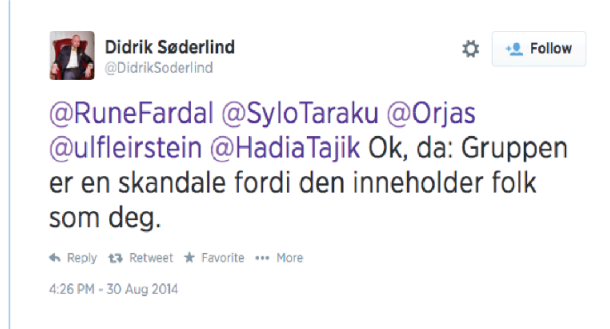 Didrik Søderlind
@DidrikSoderlind
Follow
@RuneFardal @SyloTaraku @Orjas
@ulfleirstein @HadiaTajik Ok, da: Gruppen
er en skandale fordi den inneholder folk
som deg.
Reply Retweet Favorite More
4:26 PM - 30 Aug 2014